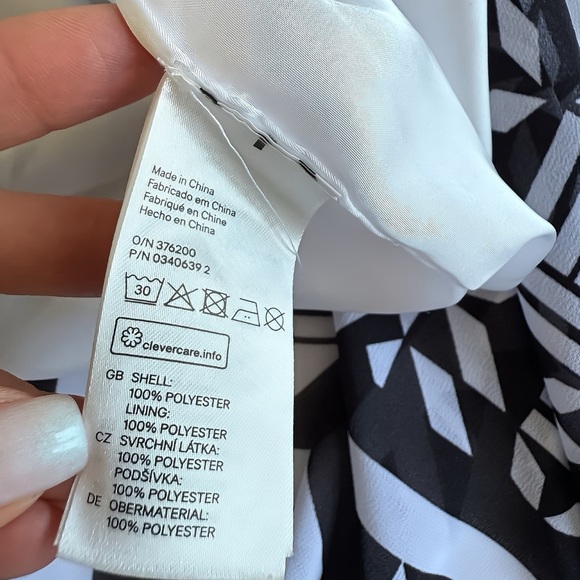 Made in China
Fabricado em China
Fabriqué en Chine
Hecho en China
O/N 376200
P/N 0340639 2
30
clevercare.info
GB SHELL:
100% POLYESTER
LINING:
100% POLYESTER
CZ SVRCHNÍ LÁTKA:
100% POLYESTER
PODŠÍVKA:
100% POLYESTER
DE OBERMATERIAL:
100% POLYESTER